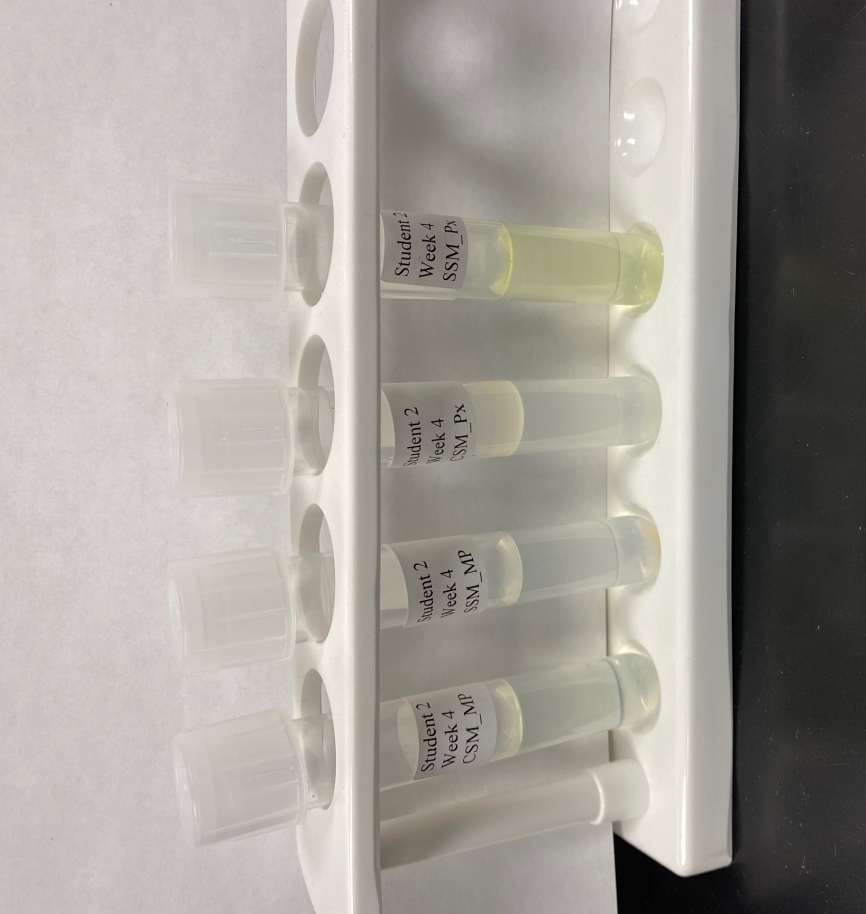 Student 2
Week 4
SSM_Px
Student 2
Week 4
CSM_Px
Student 2
Week 4
SSM_MP
Student 2
Week 4
CSM_MP